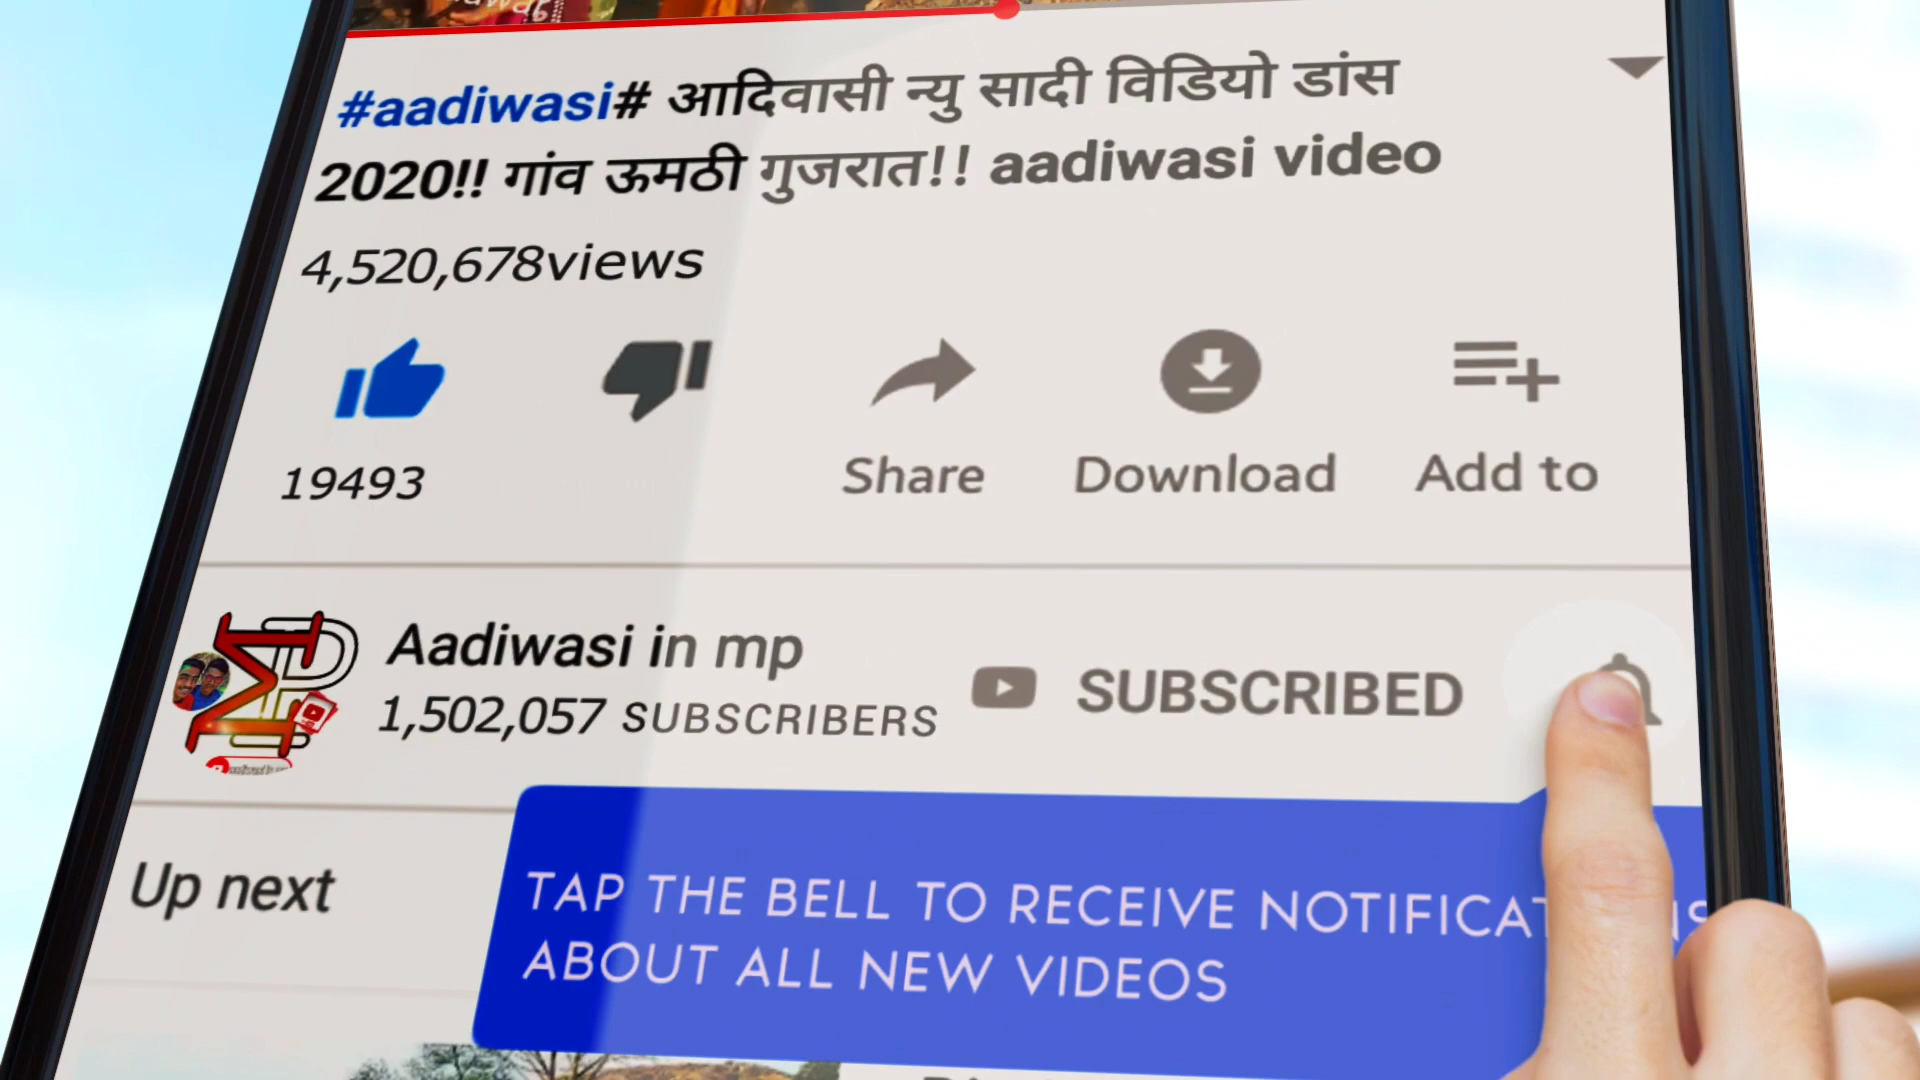 #aadiwasi# आदिवासी न्यु सादी विडियो डांस
2020!! गांव ऊमठी गुजरात!! aadiwasi video
4,520,678views
19493
Share
Download
Add to
Aadiwasi in mp
1,502,057 SUBSCRIBERS
SUBSCRIBED
Up next
TAP THE BELL TO RECEIVE
ABOUT ALL NEW VIDEOS